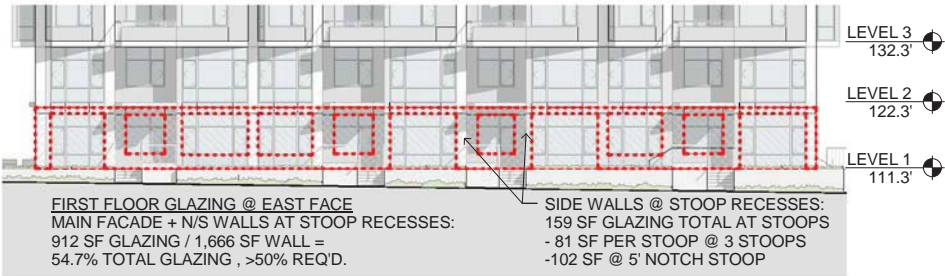 LEVEL 3
132.3'
LEVEL 2
122.3'
LEVEL 1
111.3'
FIRST FLOOR GLAZING @ EAST FACE
MAIN FACADE + N/S WALLS AT STOOP RECESSES:
912 SF GLAZING / 1,666 SF WALL =
54.7% TOTAL GLAZING , >50% REQ'D.
SIDE WALLS @ STOOP RECESSES:
159 SF GLAZING TOTAL AT STOOPS
- 81 SF PER STOOP @ 3 STOOPS
-102 SF @ 5' NOTCH STOOP